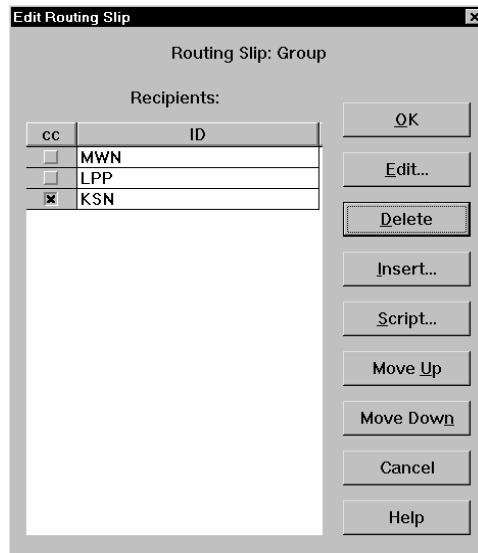 Edit Routing Slip
Routing Slip: Group
Recipients:
cc ID
MWN
LPP
KSN
OK
Edit...
Delete
Insert...
Script...
Move Up
Move Down
Cancel
Help